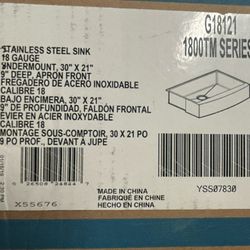 G18121
1800TM SERIES
STAINLESS STEEL SINK
18 GAUGE
UNDERMOUNT, 30" X 21"
9" DEEP, APRON FRONT
FREGADERO DE ACERO INOXIDABLE
CALIBRE 18
BAJO ENCIMERA, 30" X 21"
9" DE PROFUNDIDAD, FALDON FRONTAL
EVIER EN ACIER INOXYDABLE
CALIBRE 18
MONTAGE SOUS-COMPTOIR, 30 X 21 PO
9 PO PROF., DEVANT À JUPE
X55676
MADE IN CHINA
FABRIQUÉ EN CHINE
HECHO EN CHINA
YSS07830